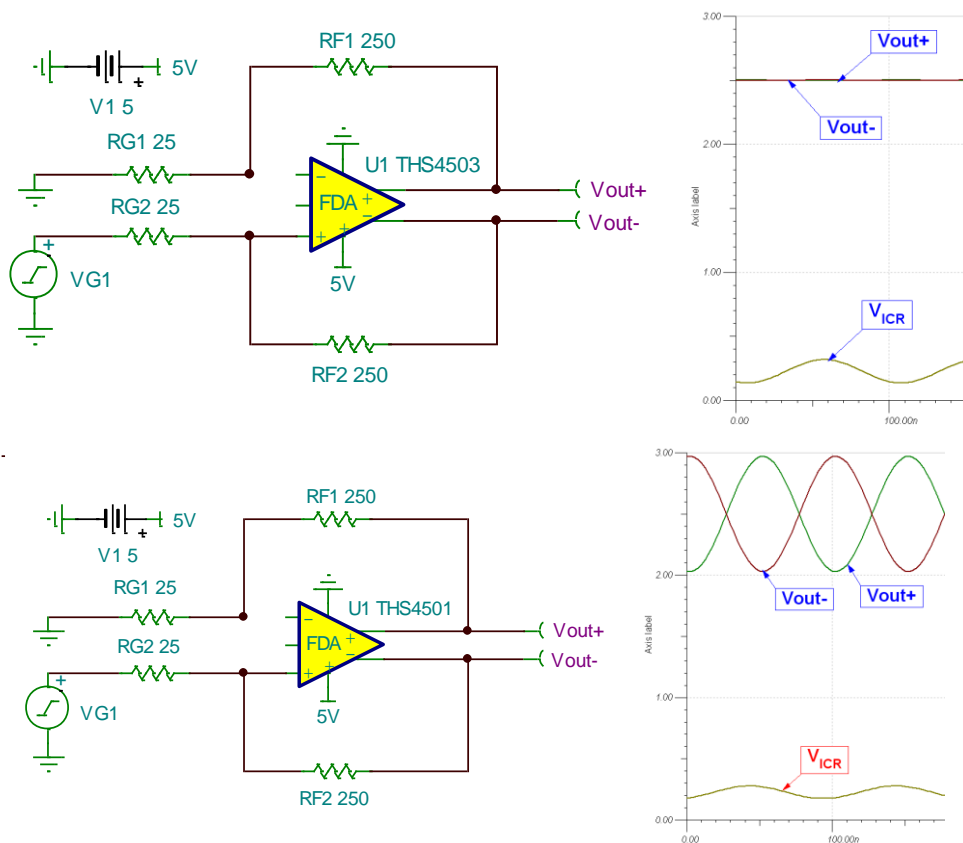 RF1 250
5V
V1 5
RG1 25
U1 THS4503
RG2 25
FDA
+
−
−
+
+
Vout+
Vout-
5V
+
VG1
RF2 250
3.00
2.00
1.00
0.00
Axis label
Vout+
Vout-
VICR
0.00
100.00n
-
RF1 250
5V
+
V1 5
RG1 25
U1 THS4501
RG2 25
FDA
−
+
−
+
+
Vout+
Vout-
5V
+
VG1
RF2 250
3.00
2.00
1.00
0.00
Axis label
Vout-
Vout+
VICR
0.00
100.00n